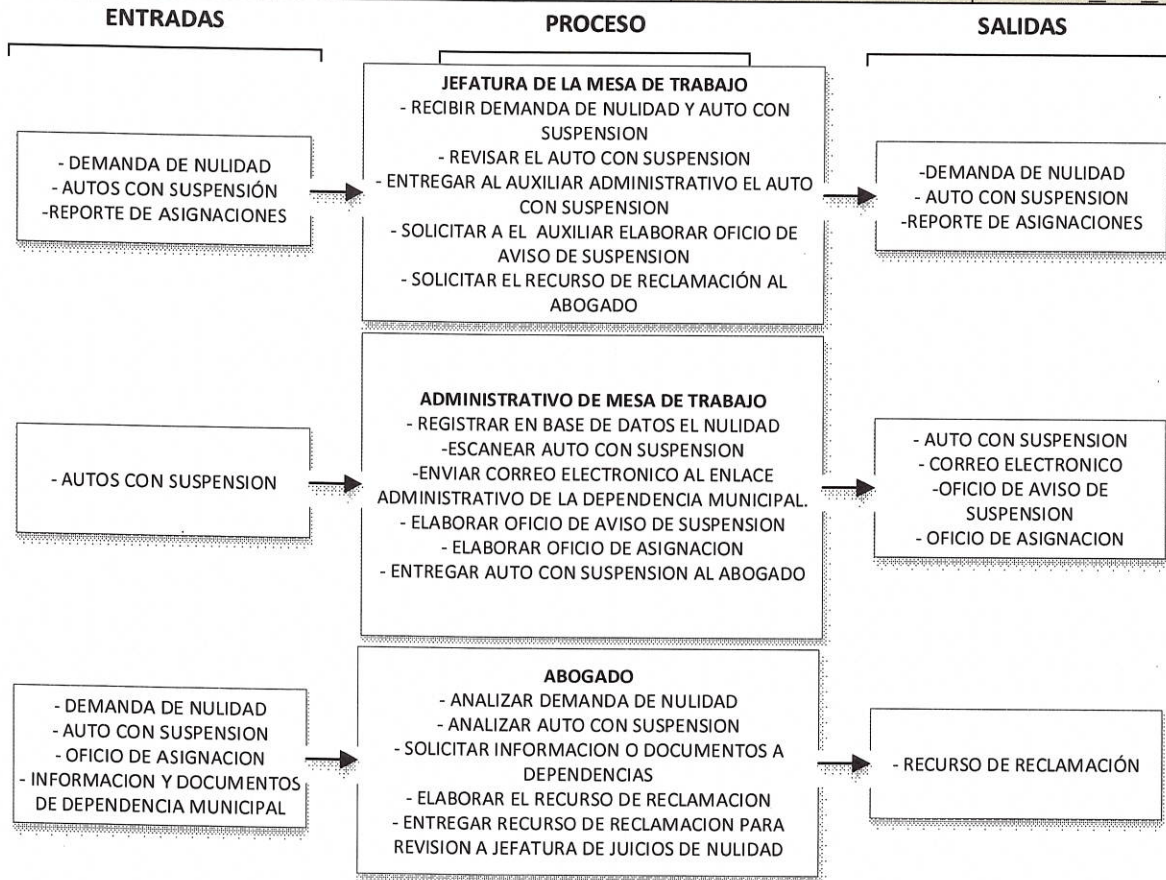 ENTRADAS
PROCESO
SALIDAS
- DEMANDA DE NULIDAD
- AUTOS CON SUSPENSIÓN
-REPORTE DE ASIGNACIONES
JEFATURA DE LA MESA DE TRABAJO
- RECIBIR DEMANDA DE NULIDAD Y AUTO CON
SUSPENSION
- REVISAR EL AUTO CON SUSPENSION
- ENTREGAR AL AUXILIAR ADMINISTRATIVO EL AUTO
CON SUSPENSION
- SOLICITAR A EL AUXILIAR ELABORAR OFICIO DE
AVISO DE SUSPENSION
- SOLICITAR EL RECURSO DE RECLAMACIÓN AL
ABOGADO
-DEMANDA DE NULIDAD
- AUTO CON SUSPENSION
-REPORTE DE ASIGNACIONES
- AUTOS CON SUSPENSION
ADMINISTRATIVO DE MESA DE TRABAJO
- REGISTRAR EN BASE DE DATOS EL NULIDAD
-ESCANEAR AUTO CON SUSPENSION
-ENVIAR CORREO ELECTRONICO AL ENLACE
ADMINISTRATIVO DE LA DEPENDENCIA MUNICIPAL.
- ELABORAR OFICIO DE AVISO DE SUSPENSION
- ELABORAR OFICIO DE ASIGNACION
- ENTREGAR AUTO CON SUSPENSION AL ABOGADO
- AUTO CON SUSPENSION
- CORREO ELECTRONICO
-OFICIO DE AVISO DE
SUSPENSION
- OFICIO DE ASIGNACION
- DEMANDA DE NULIDAD
- AUTO CON SUSPENSION
- OFICIO DE ASIGNACION
- INFORMACION Y DOCUMENTOS
DE DEPENDENCIA MUNICIPAL
ABOGADO
- ANALIZAR DEMANDA DE NULIDAD
- ANALIZAR AUTO CON SUSPENSION
- SOLICITAR INFORMACION O DOCUMENTOS A
DEPENDENCIAS
- ELABORAR EL RECURSO DE RECLAMACION
- ENTREGAR RECURSO DE RECLAMACION PARA
REVISION A JEFATURA DE JUICIOS DE NULIDAD
- RECURSO DE RECLAMACIÓN